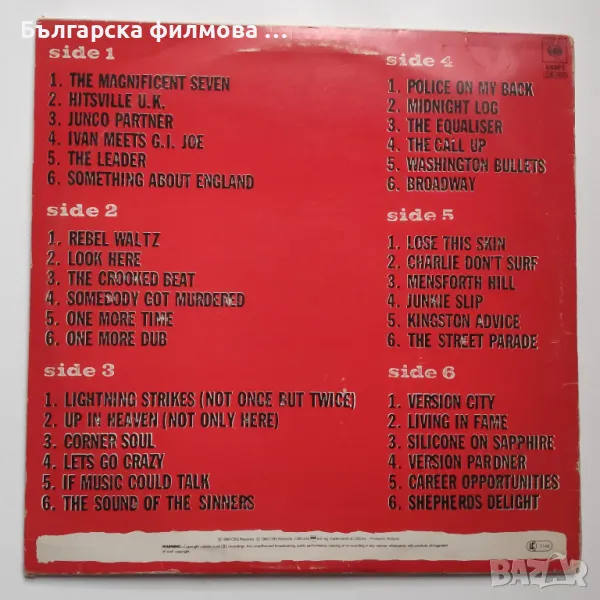 Българска филмова ...
side 1
1. THE MAGNIFICENT SEVEN
2. HITSVILLE U.K.
3. JUNCO PARTNER
4. IVAN MEETS G.I. JOE
5. THE LEADER
6. SOMETHING ABOUT ENGLAND
side 2
1. REBEL WALTZ
2. LOOK HERE
3. THE CROOKED BEAT
4. SOMEBODY GOT MURDERED
5. ONE MORE TIME
6. ONE MORE DUB
side 3
1. LIGHTNING STRIKES (NOT ONCE BUT TWICE)
2. UP IN HEAVEN (NOT ONLY HERE)
3. CORNER SOUL
4. LETS GO CRAZY
5. IF MUSIC COULD TALK
6. THE SOUND OF THE SINNERS
side 4
1. POLICE ON MY BACK
2. MIDNIGHT LOG
3. THE EQUALISER
4. THE CALL UP
5. WASHINGTON BULLETS
6. BROADWAY
side 5
1. LOSE THIS SKIN
2. CHARLIE DON'T SURF
3. MENSFORTH HILL
4. JUNKIE SLIP
5. KINGSTON ADVICE
6. THE STREET PARADE
side 6
1. VERSION CITY
2. LIVING IN FAME
3. SILICONE ON SAPPHIRE
4. VERSION PARDNER
5. CAREER OPPORTUNITIES
6. SHEPHERDS DELIGHT
BAZAR